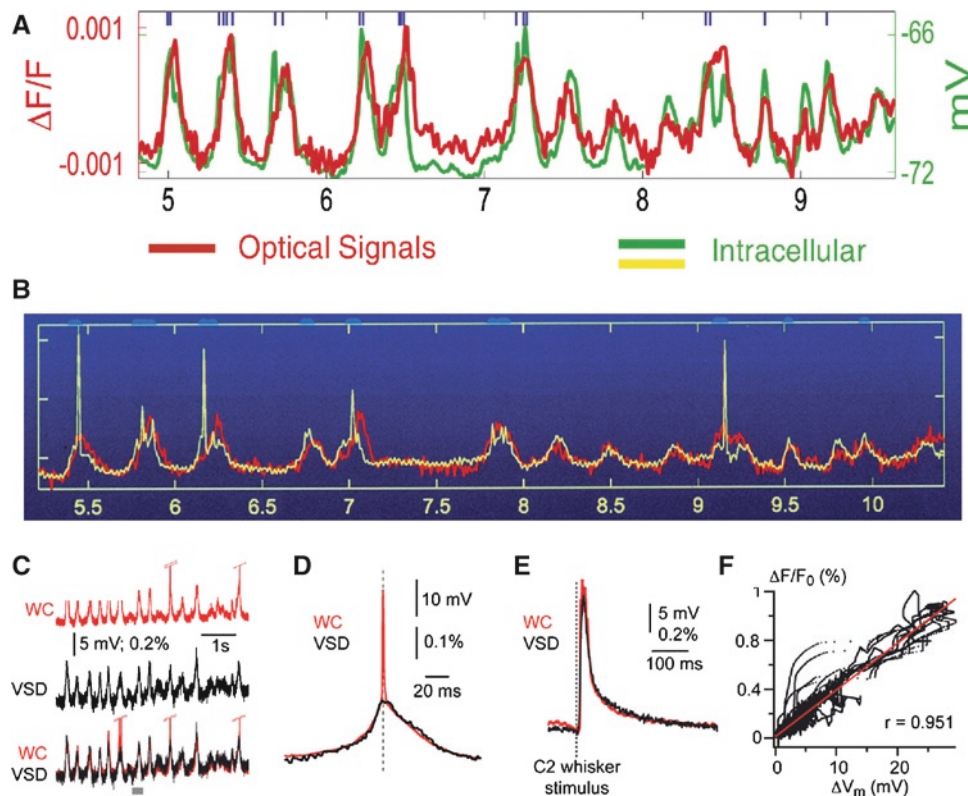 A
0.001
-66
ΔF/F
mV
-0.001
-72
5 6 7 8 9
Optical Signals
Intracellular
B
5.5 6 6.5 7 7.5 8 8.5 9 9.5 10
C
WC
5 mV; 0.2%
1s
VSD
WC
VSD
D
WC
VSD
10 mV
0.1%
20 ms
E
WC
VSD
5 mV
0.2%
100 ms
C2 whisker
stimulus
F
ΔF/F0 (%)
1
0.8
0.4
0
r = 0.951
0 10 20
ΔVm (mV)